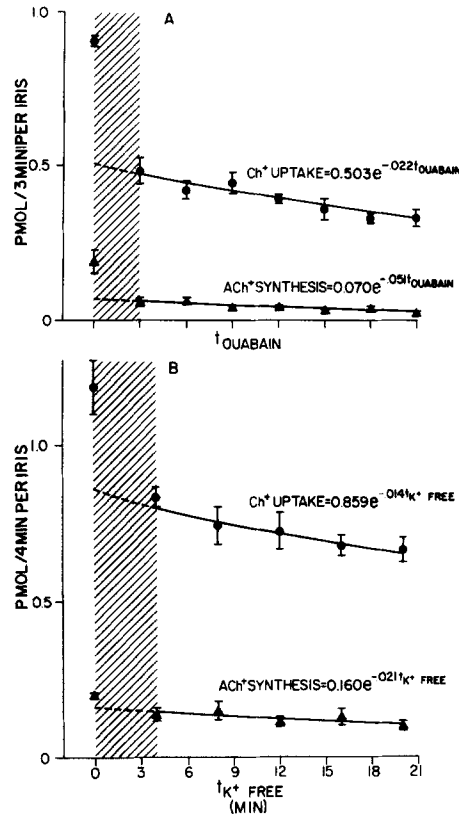 A
1.0
0.5
0
PMOL/3MIN/PER IRIS
Ch⁺ UPTAKE=0.503e⁻·⁰²²ᵗOUABAIN
ACh⁺SYNTHESIS=0.070e⁻·⁰⁵¹ᵗOUABAIN
tOUABAIN
B
1.0
0.5
0
PMOL/4MIN PER IRIS
Ch⁺ UPTAKE=0.859e⁻·⁰¹⁴ᵗK⁺ FREE
ACh⁺SYNTHESIS=0.160e⁻·⁰²¹ᵗK⁺ FREE
0 3 6 9 12 15 18 21
tK⁺ FREE
(MIN)